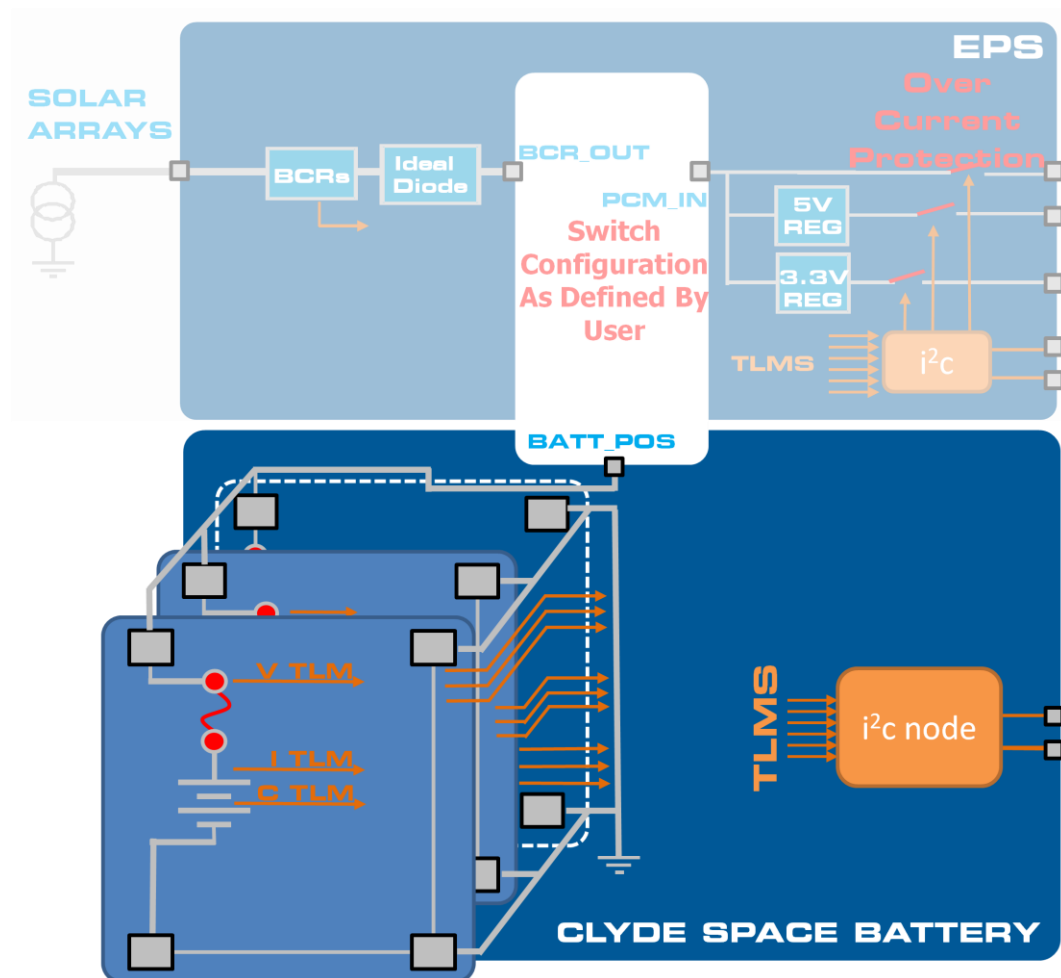 EPS
SOLAR
ARRAYS
Over
Current
Protection
BCRs
Ideal
Diode
BCR_OUT
PCM_IN
Switch
Configuration
As Defined By
User
5V
REG
3.3V
REG
TLMS
i²c
BATT_POS
V TLM
I TLM
C TLM
TLMS
i²c node
CLYDE SPACE BATTERY